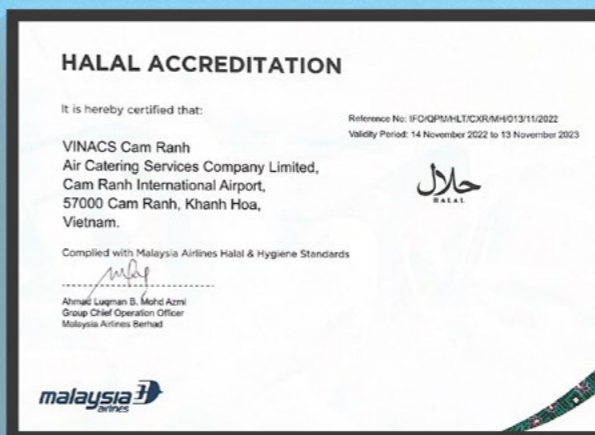 HALAL ACCREDITATION
It is hereby certified that:
Reference No: IFO/QPM/HLT/CXR/MH/013/11/2022
Validity Period: 14 November 2022 to 13 November 2023
VINACS Cam Ranh
Air Catering Services Company Limited,
Cam Ranh International Airport,
57000 Cam Ranh, Khanh Hoa,
Vietnam.
حلال
HALAL
Complied with Malaysia Airlines Halal & Hygiene Standards
Ahmad Luqman B. Mohd Azmi
Group Chief Operation Officer
Malaysia Airlines Berhad
malaysia
airlines